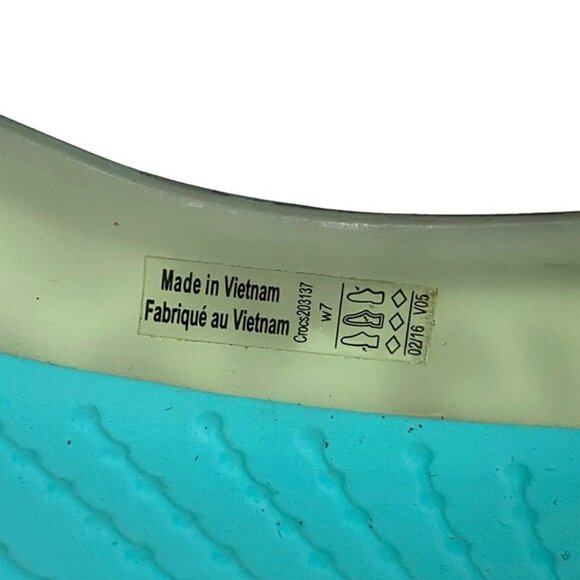 Made in Vietnam
Fabriqué au Vietnam
Crocs203137
w7
02/16 V05